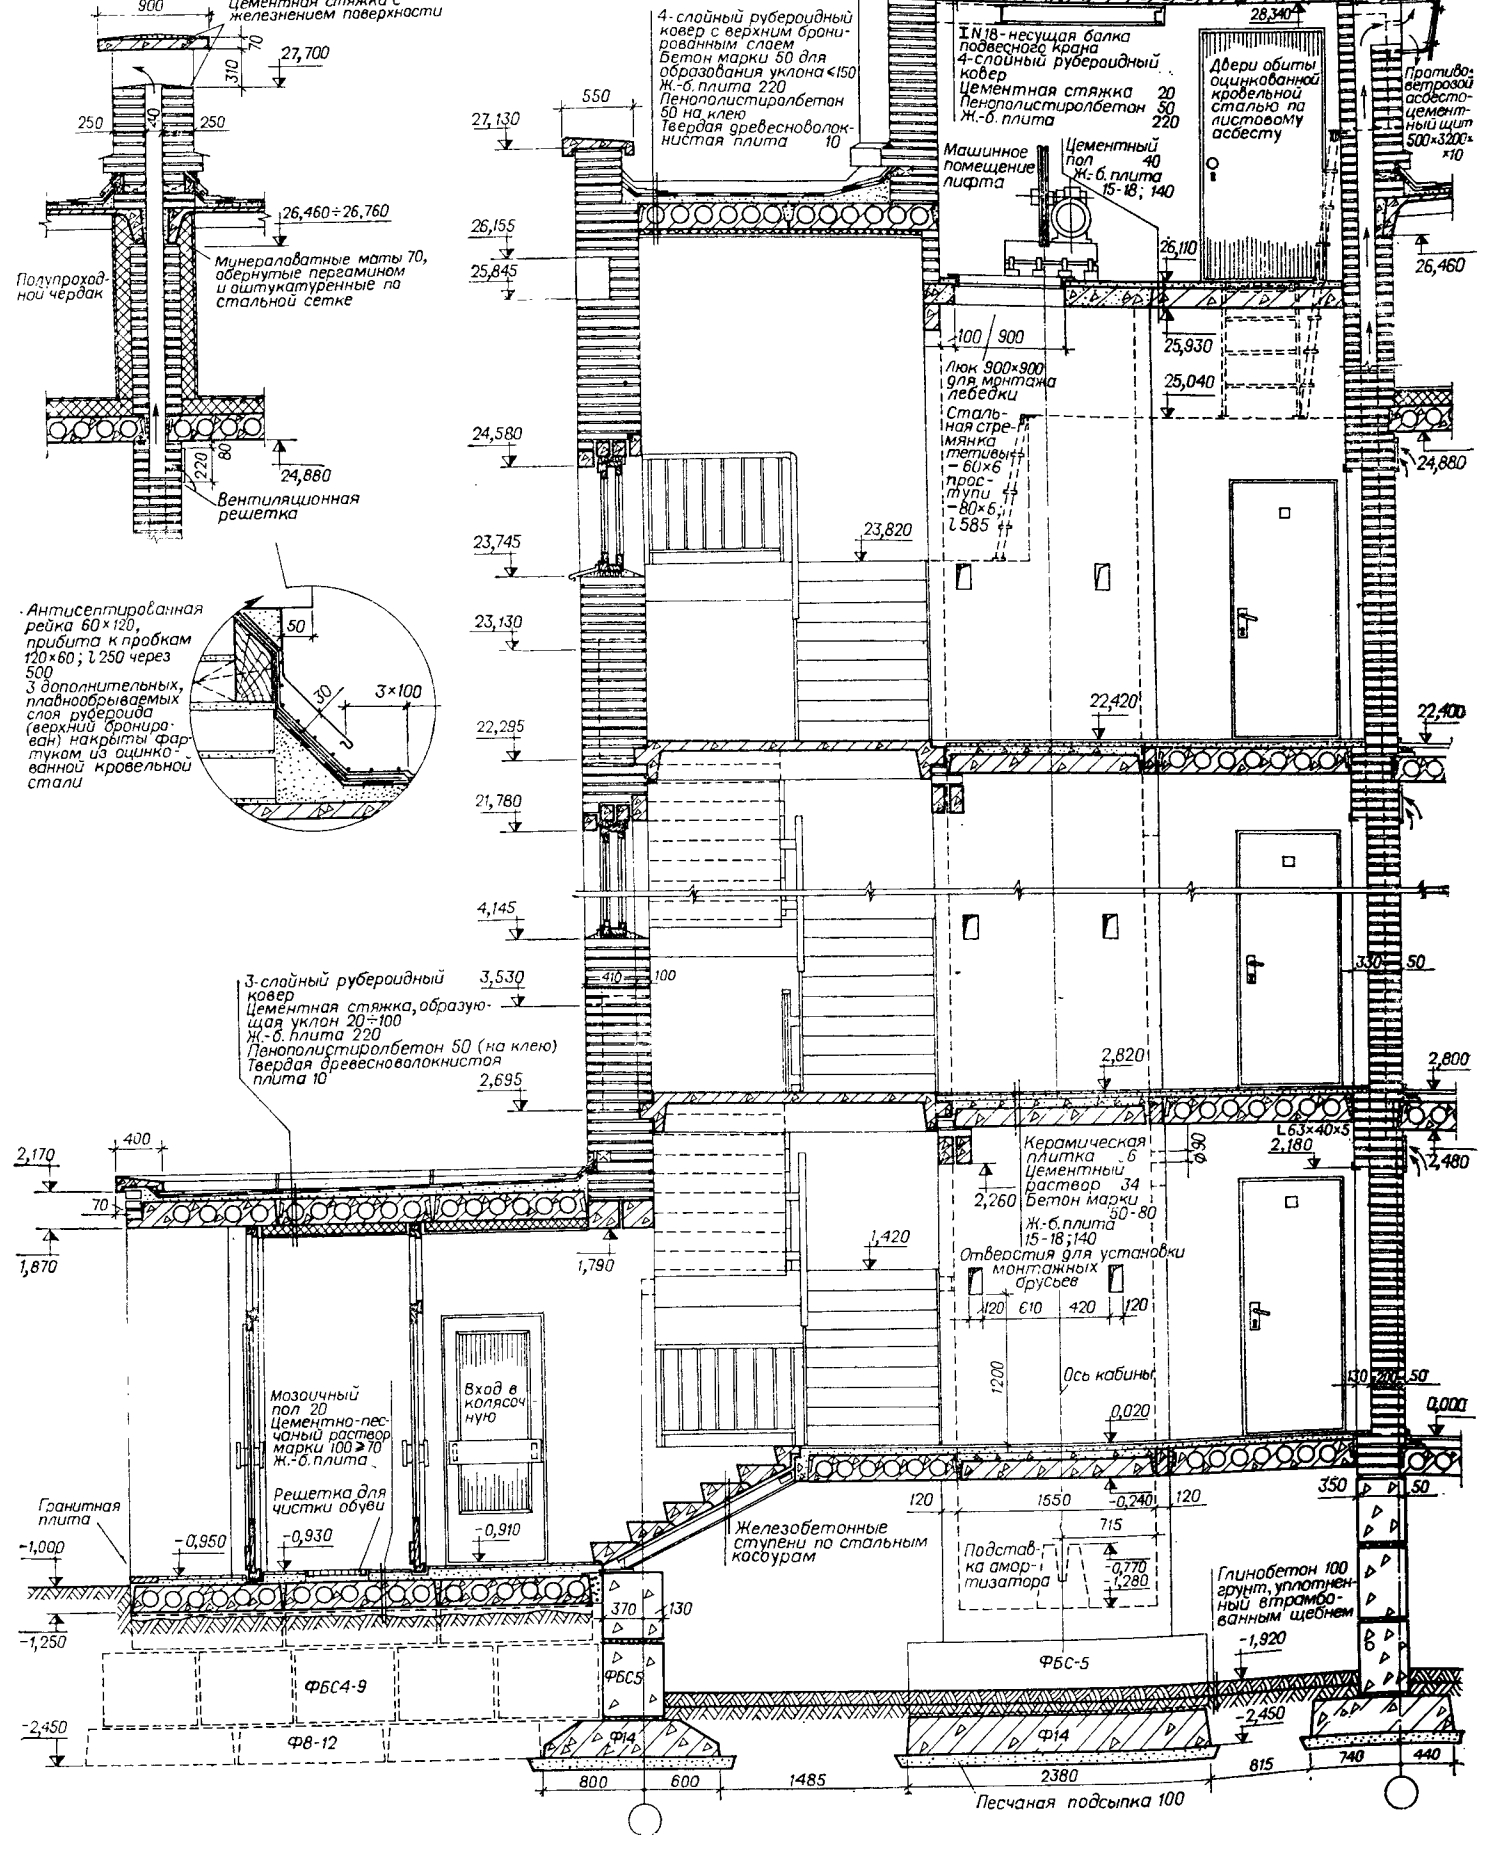 900
Цементная стяжка с
железнением поверхности
70
310
27,700
250
40
250
26,460÷26,760
Минераловатные маты 70,
обернутые пергамином
и оштукатуренные по
стальной сетке
Полупроход-
ной чердак
80
220
24,880
Вентиляционная
решетка
Антисептированная
рейка 60×120,
прибита к пробкам
120×60; l 250 через
500
3 дополнительных,
плавнообрываемых
слоя рубероида
(верхний брониро-
ван) накрыты фар-
туком из оцинко-
ванной кровельной
стали
50
30
3×100
4-слойный рубероидный
ковер с верхним брони-
рованным слоем
Бетон марки 50 для
образования уклона <150
Ж.-б. плита 220
Пенополистиролбетон
50 на клею
Твердая древесноволок-
нистая плита 10
550
27,130
26,155
25,845
24,580
23,745
23,130
22,295
21,780
4,145
3,530
2,695
I N18-несущая балка
подвесного крана
4-слойный рубероидный
ковер
Цементная стяжка 20
Пенополистиролбетон 50
Ж.-б. плита 220
28,340
Двери обиты
оцинкованной
кровельной
сталью по
листовому
асбесту
Противо-
ветровой
асбесто-
цемент-
ный щит
500×3200×
×10
Машинное
помещение
лифта
Цементный
пол 40
Ж.-б. плита
15-18; 140
26,110
26,460
25,930
100
900
25,040
Люк 900×900
для монтажа
лебедки
Сталь-
ная стре-
мянка
тетивы
-60×6
прос-
тупи
-80×6;
l 585
24,880
23,820
22,420
22,400
410
100
330
50
3-слойный рубероидный
ковер
Цементная стяжка, образую-
щая уклон 20÷100
Ж.-б. плита 220
Пенополистиролбетон 50 (на клею)
Твердая древесноволокнистая
плита 10
2,820
2,800
L63×40×5
2,180
2,480
ø90
400
2,170
70
1,870
1,790
Керамическая
плитка 6
Цементный
раствор 34
Бетон марки
50-80
Ж.-б. плита
15-18; 140
2,260
1,420
Отверстия для установки
монтажных
брусьев
120
610
420
120
1200
Ось кабины
130
200
50
0,000
0,020
Мозаичный
пол 20
Цементно-пес-
чаный раствор
марки 100≥70
Ж.-б. плита
Решетка для
чистки обуви
Вход в
колясоч-
ную
Гранитная
плита
-1,000
-0,950
-0,930
-0,910
-1,250
Железобетонные
ступени по стальным
косоурам
120
1550
-0,240
120
715
350
50
Подстав-
ка амор-
тизатора
-0,770
-1,280
Глинобетон 100
грунт, уплотнен-
ный втрамбо-
ванным щебнем
370
130
-1,920
ФБС4-9
ФБС5
ФБС-5
-2,450
Ф8-12
Ф14
Ф14
-2,450
800
600
1485
2380
815
740
440
Песчаная подсыпка 100